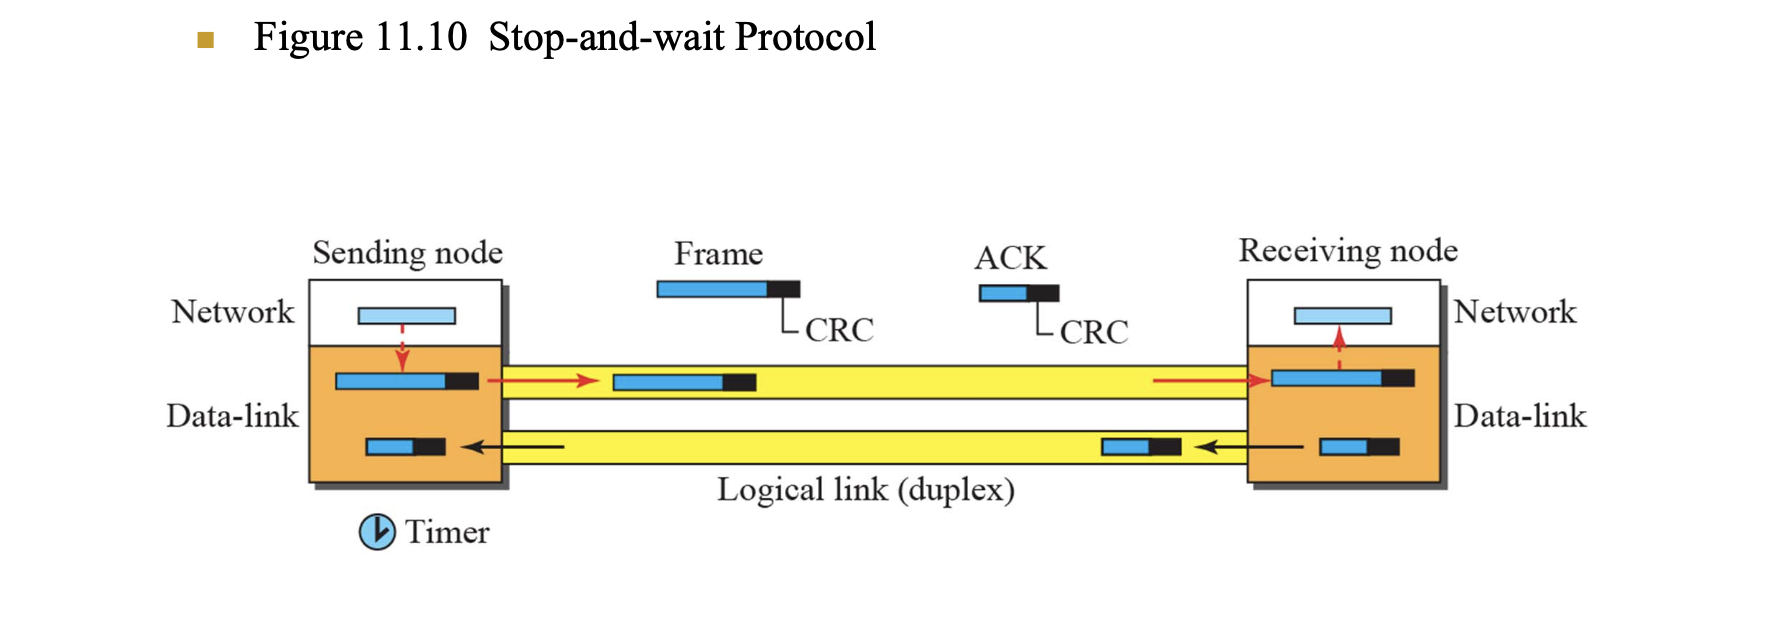 Figure 11.10 Stop-and-wait Protocol
Sending node
Frame
ACK
Receiving node
Network
CRC
CRC
Network
Data-link
Data-link
Logical link (duplex)
Timer